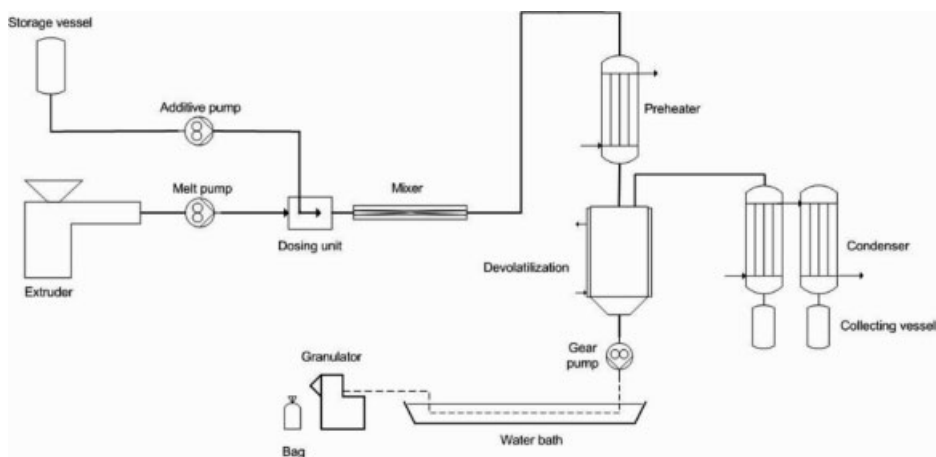 Storage vessel
Additive pump
Preheater
Melt pump
Mixer
Dosing unit
Extruder
Devolatilization
Condenser
Collecting vessel
Gear
pump
Granulator
Water bath
Bag